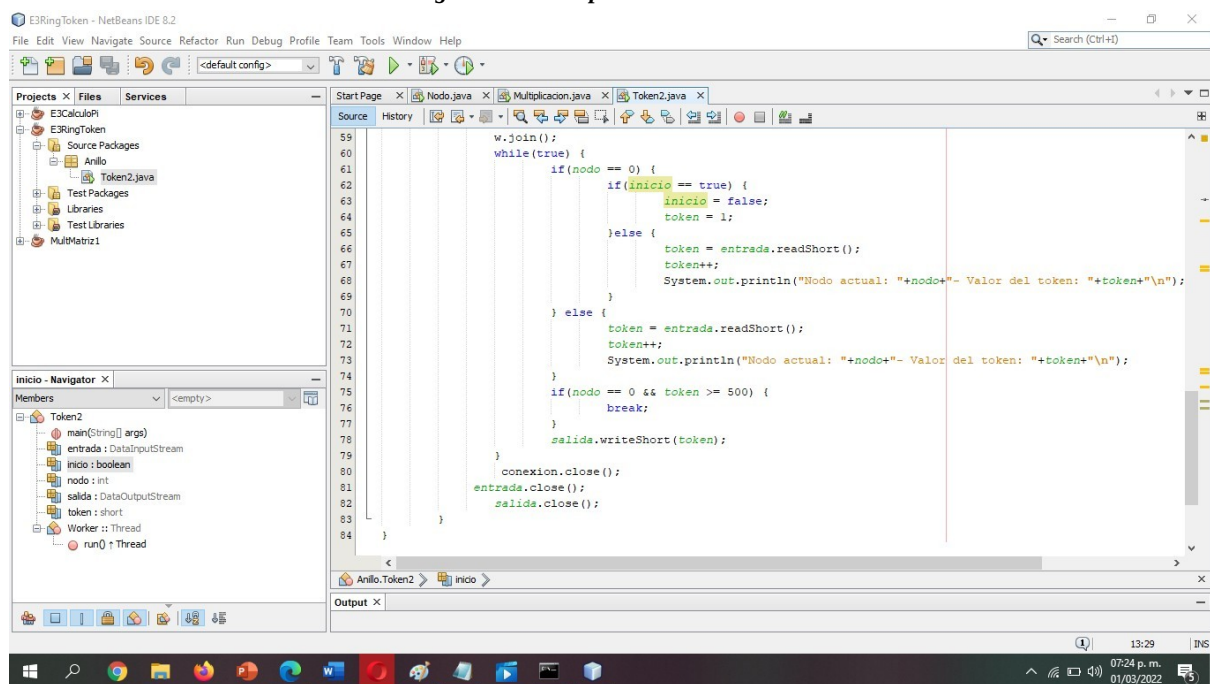 E3RingToken - NetBeans IDE 8.2
File Edit View Navigate Source Refactor Run Debug Profile Team Tools Window Help
Search (Ctrl+I)
<default config>
Projects Files Services
E3CalculoPi
E3RingToken
Source Packages
Anillo
Token2.java
Test Packages
Libraries
Test Libraries
MultMatriz1
inicio - Navigator
Members <empty>
Token2
main(String[] args)
entrada : DataInputStream
inicio : boolean
nodo : int
salida : DataOutputStream
token : short
Worker :: Thread
run() ↑ Thread
Start Page Nodo.java Multiplicacion.java Token2.java
Source History
59 w.join();
60 while(true) {
61 if(nodo == 0) {
62 if(inicio == true) {
63 inicio = false;
64 token = 1;
65 }else {
66 token = entrada.readShort();
67 token++;
68 System.out.println("Nodo actual: "+nodo+"- Valor del token: "+token+"\n");
69 }
70 } else {
71 token = entrada.readShort();
72 token++;
73 System.out.println("Nodo actual: "+nodo+"- Valor del token: "+token+"\n");
74 }
75 if(nodo == 0 && token >= 500) {
76 break;
77 }
78 salida.writeShort(token);
79 }
80 conexion.close();
81 entrada.close();
82 salida.close();
83 }
84 }
Anillo.Token2 inicio
Output
1 13:29 INS
07:24 p. m.
01/03/2022
5